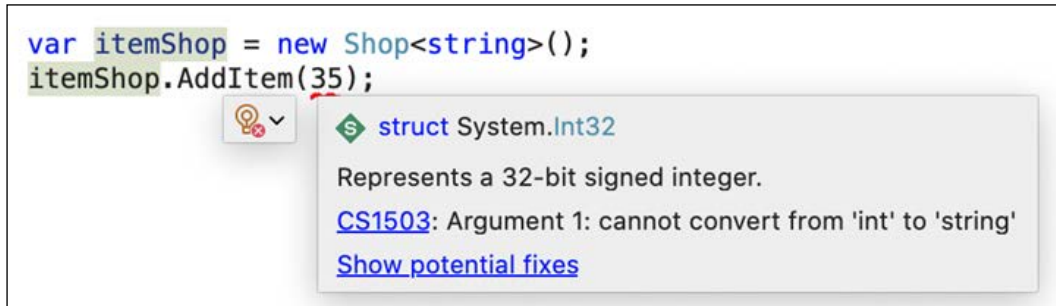 var itemShop = new Shop<string>();
itemShop.AddItem(35);
S struct System.Int32
Represents a 32-bit signed integer.
CS1503: Argument 1: cannot convert from 'int' to 'string'
Show potential fixes